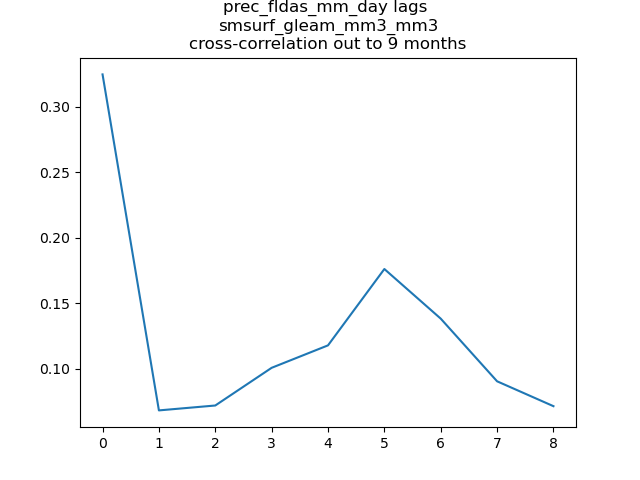 prec_fldas_mm_day lags
smsurf_gleam_mm3_mm3
cross-correlation out to 9 months
0.30
0.25
0.20
0.15
0.10
0 1 2 3 4 5 6 7 8